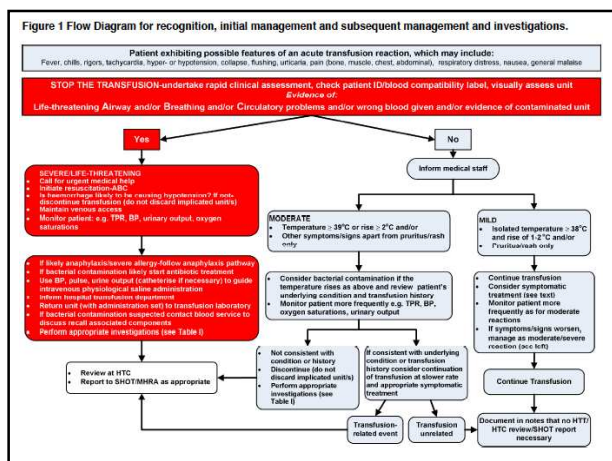 Figure 1 Flow Diagram for recognition, initial management and subsequent management and investigations.
Patient exhibiting possible features of an acute transfusion reaction, which may include:
Fever, chills, rigors, tachycardia, hyper- or hypotension, collapse, flushing, urticaria, pain (bone, muscle, chest, abdominal), respiratory distress, nausea, general malaise
STOP THE TRANSFUSION-undertake rapid clinical assessment, check patient ID/blood compatibility label, visually assess unit
Evidence of:
Life-threatening Airway and/or Breathing and/or Circulatory problems and/or wrong blood given and/or evidence of contaminated unit
Yes
No
SEVERE/LIFE-THREATENING
• Call for urgent medical help
• Initiate resuscitation-ABC
• Is haemorrhage likely to be causing hypotension? If not-
discontinue transfusion (do not discard implicated unit/s)
• Maintain venous access
• Monitor patient: e.g. TPR, BP, urinary output, oxygen
saturations
Inform medical staff
MODERATE
• Temperature ≥ 39°C or rise ≥ 2°C and/or
• Other symptoms/signs apart from pruritus/rash
only
MILD
• Isolated temperature ≥ 38°C
and rise of 1-2°C and/or
• Pruritus/rash only
• If likely anaphylaxis/severe allergy-follow anaphylaxis pathway
• If bacterial contamination likely start antibiotic treatment
• Use BP, pulse, urine output (catheterise if necessary) to guide
intravenous physiological saline administration
• Inform hospital transfusion department
• Return unit (with administration set) to transfusion laboratory
• If bacterial contamination suspected contact blood service to
discuss recall associated components
• Perform appropriate investigations (see Table I)
• Consider bacterial contamination if the
temperature rises as above and review patient's
underlying condition and transfusion history
• Monitor patient more frequently e.g. TPR, BP,
oxygen saturations, urinary output
• Continue transfusion
• Consider symptomatic
treatment (see text)
• Monitor patient more
frequently as for moderate
reactions
• If symptoms/signs worsen,
manage as moderate/severe
reaction (see left)
• Review at HTC
• Report to SHOT/MHRA as appropriate
• Not consistent with
condition or history
• Discontinue (do not
discard implicated unit/s)
• Perform appropriate
investigations (see
Table I)
If consistent with underlying
condition or transfusion
history consider continuation
of transfusion at slower rate
and appropriate symptomatic
treatment
Continue Transfusion
Transfusion-
related event
Transfusion
unrelated
Document in notes that no HTT/
HTC review/SHOT report
necessary